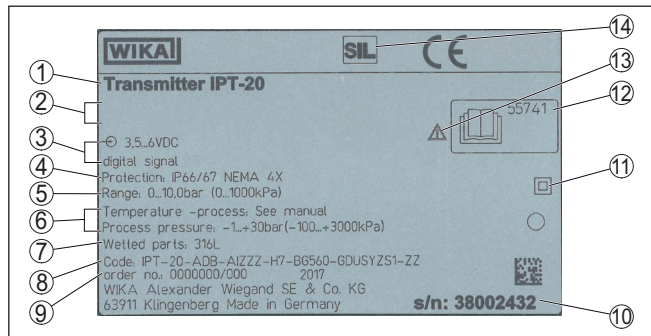 WIKA SIL CE 14
1 Transmitter IPT-20 13
2 55741 12
3 3,5...6VDC
digital signal
4 Protection: IP66/67 NEMA 4X 11
5 Range: 0...10,0bar (0...1000kPa)
6 Temperature -process: See manual
Process pressure: -1...+30bar(-100...+3000kPa)
7 Wetted parts: 316L
8 Code: IPT-20-ADB-AIZZZ-H7-BG560-GDUSYZS1-ZZ
9 order no.: 0000000/000 2017
WIKA Alexander Wiegand SE & Co. KG
63911 Klingenberg Made in Germany s/n: 38002432 10